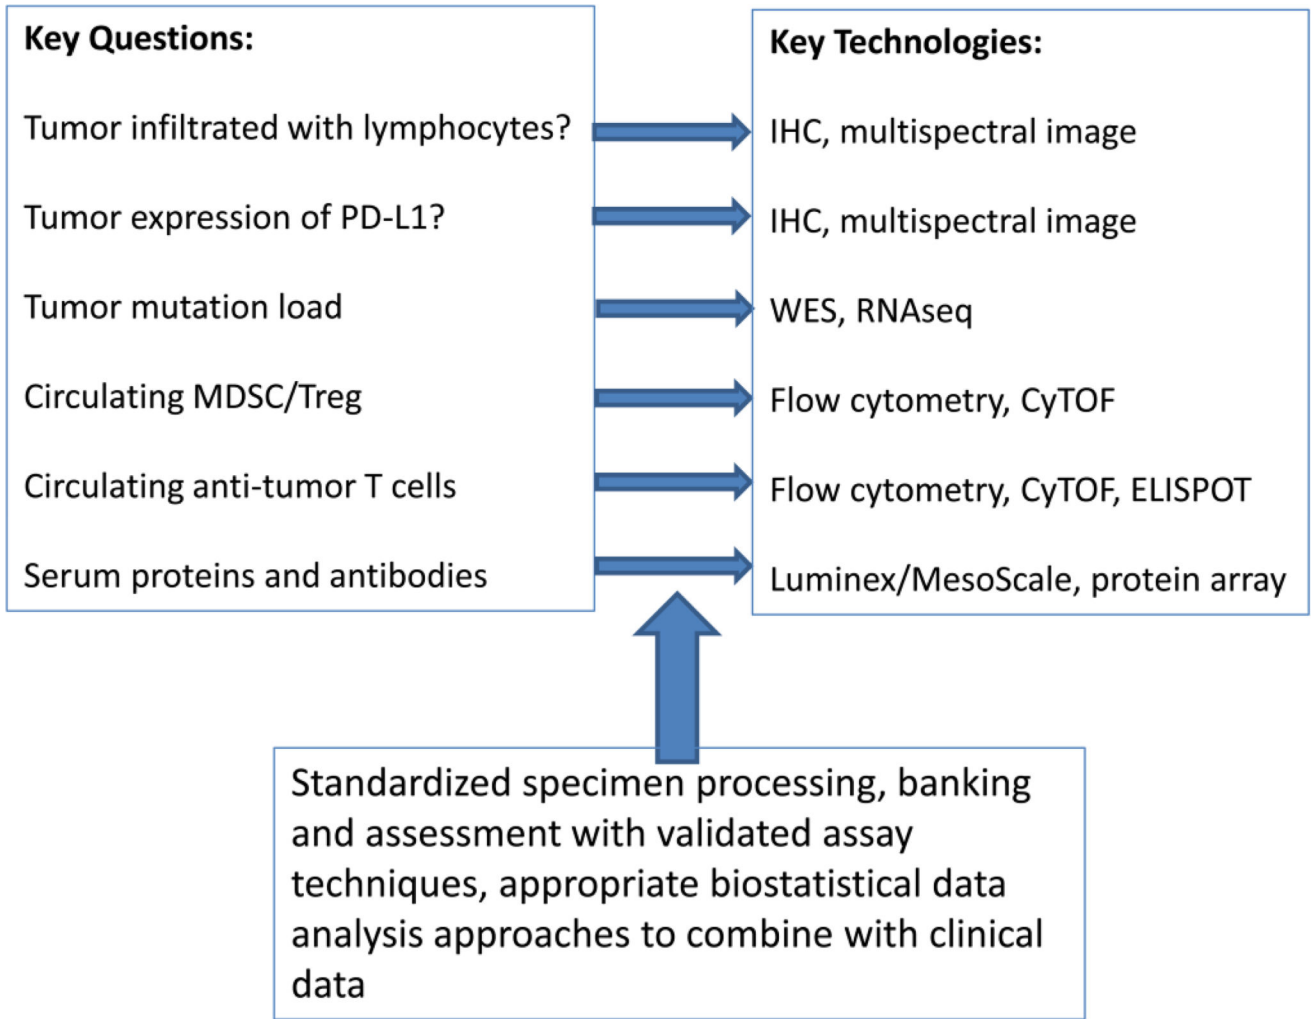 Key Questions:
Tumor infiltrated with lymphocytes?
Tumor expression of PD-L1?
Tumor mutation load
Circulating MDSC/Treg
Circulating anti-tumor T cells
Serum proteins and antibodies
Key Technologies:
IHC, multispectral image
IHC, multispectral image
WES, RNAseq
Flow cytometry, CyTOF
Flow cytometry, CyTOF, ELISPOT
Luminex/MesoScale, protein array
Standardized specimen processing, banking
and assessment with validated assay
techniques, appropriate biostatistical data
analysis approaches to combine with clinical
data